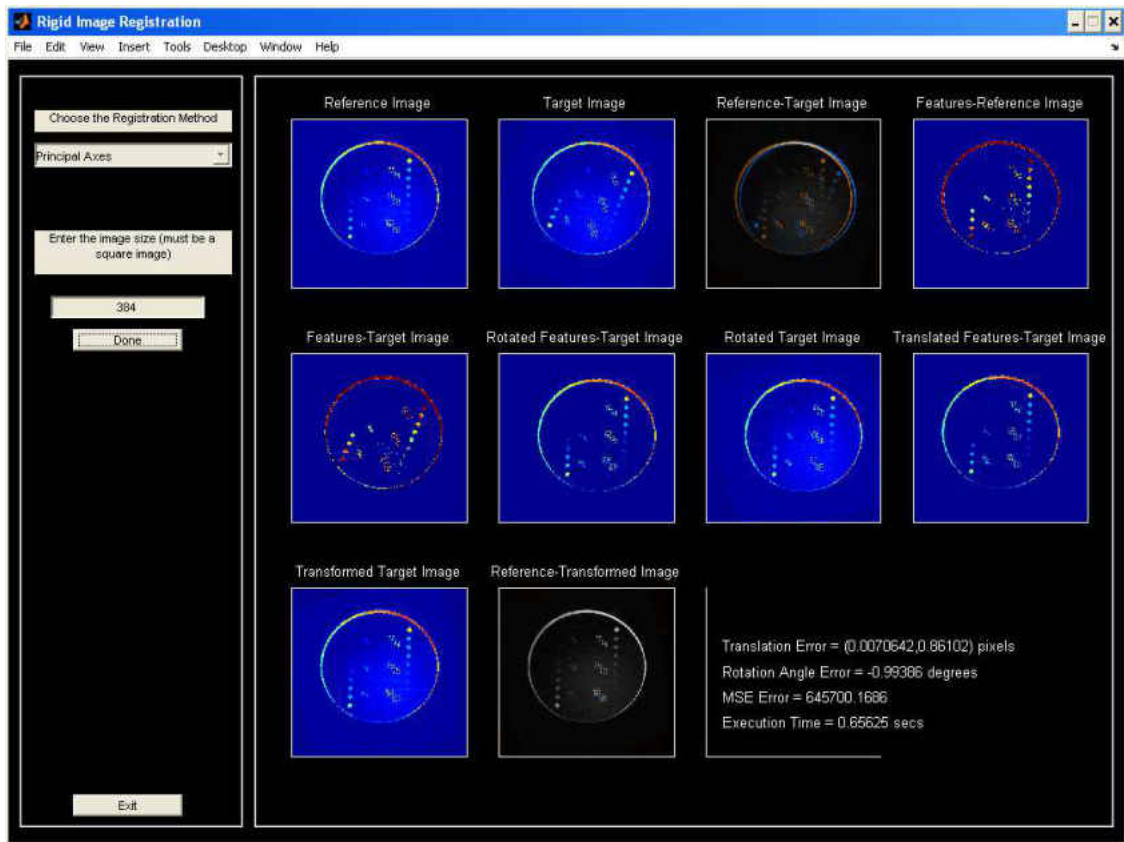 Rigid Image Registration
File Edit View Insert Tools Desktop Window Help
Choose the Registration Method
Principal Axes
Enter the image size (must be a
square image)
384
Done
Exit
Reference Image
Target Image
Reference-Target Image
Features-Reference Image
Features-Target Image
Rotated Features-Target Image
Rotated Target Image
Translated Features-Target Image
Transformed Target Image
Reference-Transformed Image
Translation Error = (0.0070642,0.86102) pixels
Rotation Angle Error = -0.99386 degrees
MSE Error = 645700.1686
Execution Time = 0.65625 secs